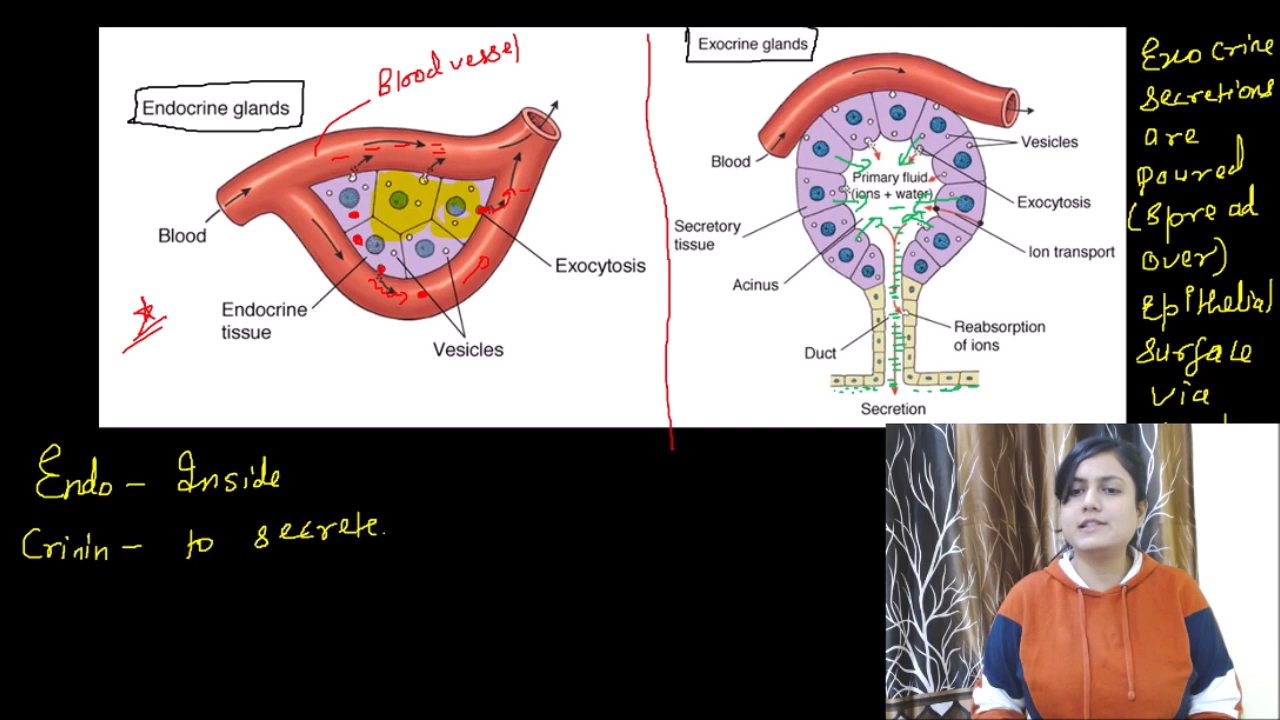 Endocrine glands
Blood vessel
Blood
Endocrine
tissue
Vesicles
Exocytosis
Exocrine glands
Blood
Vesicles
Primary fluid
(ions + water)
Exocytosis
Secretory
tissue
Ion transport
Acinus
Reabsorption
of ions
Duct
Secretion
Exocrine
secretions
are
poured
(Spread
over)
Epithelial
surface
via
Endo - Inside
Crinin - to secrete.